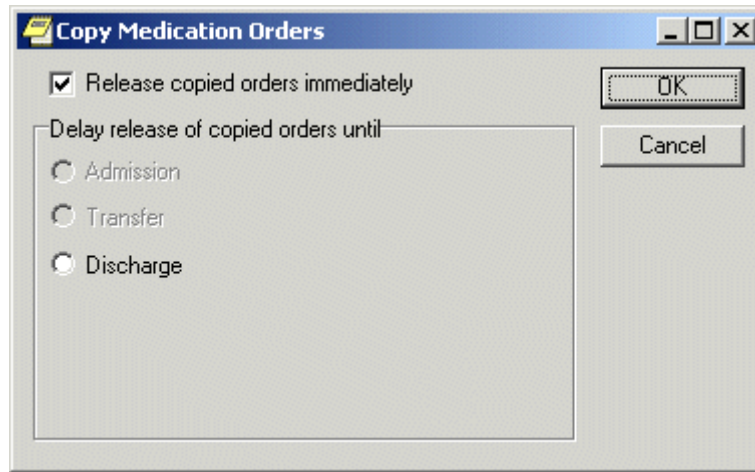 Copy Medication Orders
Release copied orders immediately
OK
Delay release of copied orders until
Cancel
Admission
Transfer
Discharge